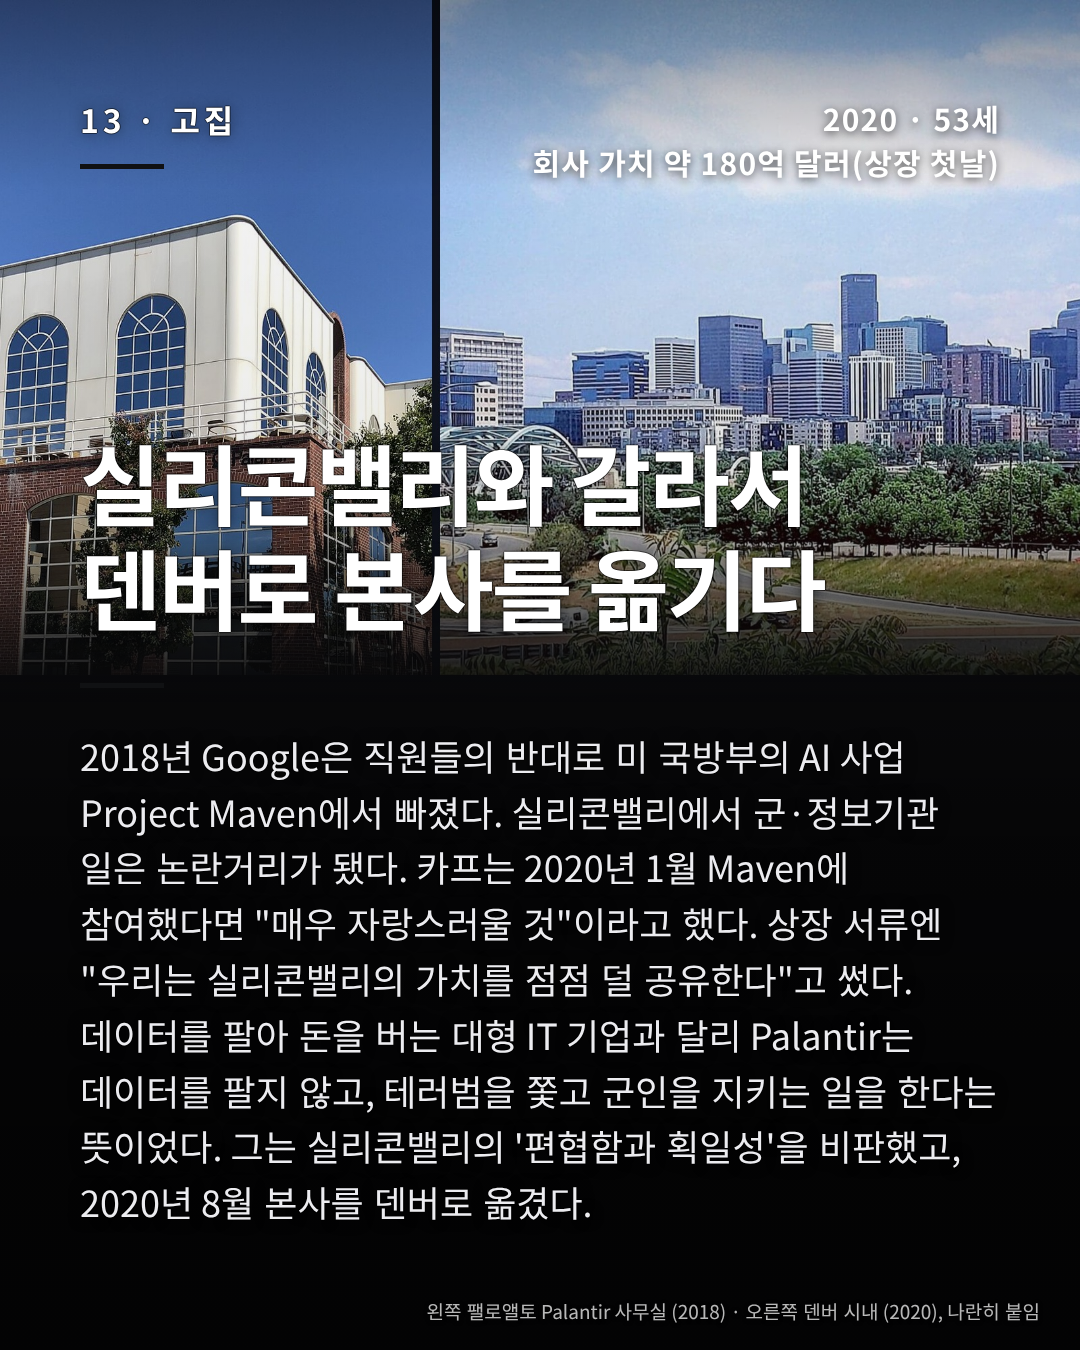 13 · 고집
2020 · 53세
회사 가치 약 180억 달러(상장 첫날)
실리콘밸리와 갈라서
덴버로 본사를 옮기다
2018년 Google은 직원들의 반대로 미 국방부의 AI 사업
Project Maven에서 빠졌다. 실리콘밸리에서 군·정보기관
일은 논란거리가 됐다. 카프는 2020년 1월 Maven에
참여했다면 "매우 자랑스러울 것"이라고 했다. 상장 서류엔
"우리는 실리콘밸리의 가치를 점점 덜 공유한다"고 썼다.
데이터를 팔아 돈을 버는 대형 IT 기업과 달리 Palantir는
데이터를 팔지 않고, 테러범을 쫓고 군인을 지키는 일을 한다는
뜻이었다. 그는 실리콘밸리의 '편협함과 획일성'을 비판했고,
2020년 8월 본사를 덴버로 옮겼다.
왼쪽 팰로앨토 Palantir 사무실 (2018) · 오른쪽 덴버 시내 (2020), 나란히 붙임